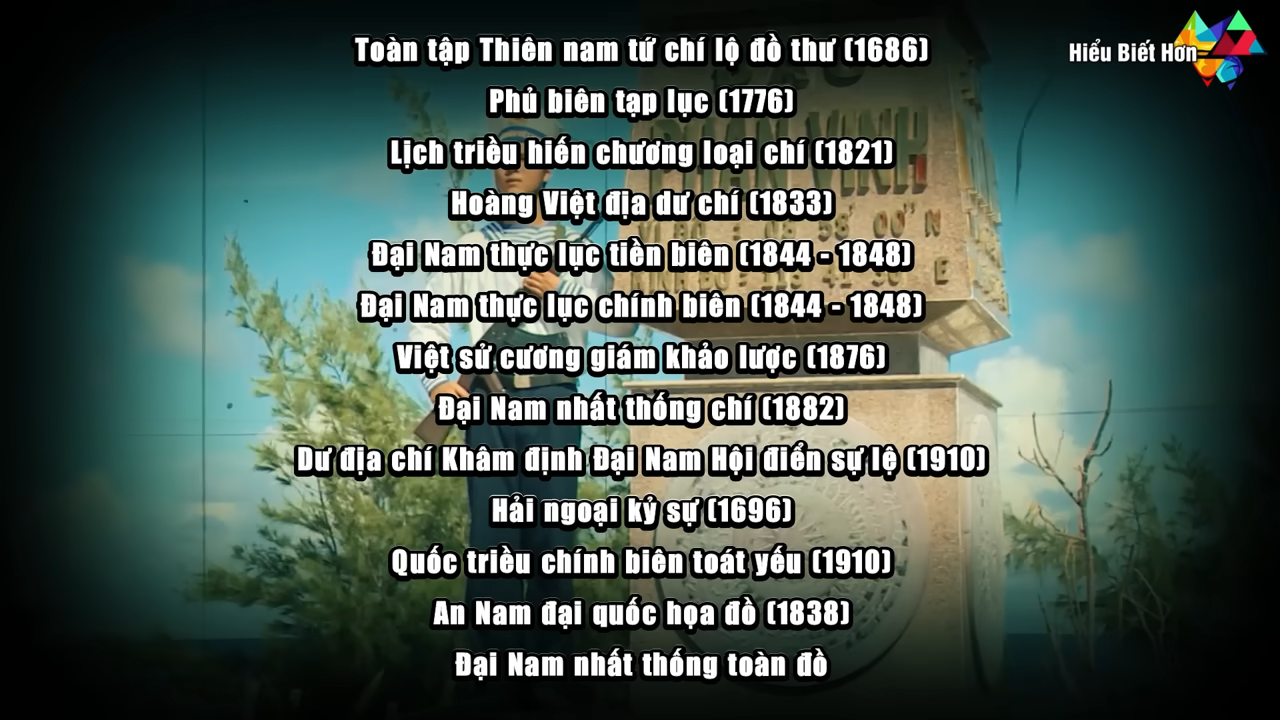 Toàn tập Thiên nam tứ chí lộ đồ thư (1686)
Hiểu Biết Hơn
Phủ biên tạp lục (1776)
Lịch triều hiến chương loại chí (1821)
Hoàng Việt địa dư chí (1833)
Đại Nam thực lục tiền biên (1844 - 1848)
Đại Nam thực lục chính biên (1844 - 1848)
Việt sử cương giám khảo lược (1876)
Đại Nam nhất thống chí (1882)
Dư địa chí Khâm định Đại Nam Hội điển sự lệ (1910)
Hải ngoại ký sự (1696)
Quốc triều chính biên toát yếu (1910)
An Nam đại quốc họa đồ (1838)
Đại Nam nhất thống toàn đồ